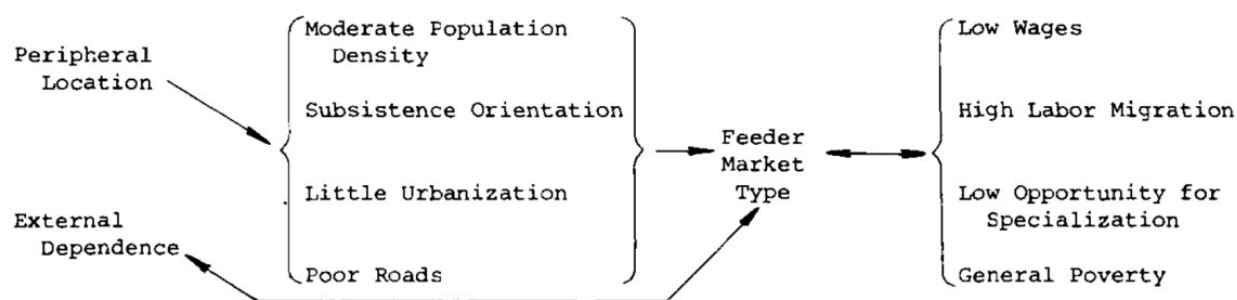 Peripheral
Location
External
Dependence
Moderate Population
Density
Subsistence Orientation
Little Urbanization
Poor Roads
Feeder
Market
Type
Low Wages
High Labor Migration
Low Opportunity for
Specialization
General Poverty